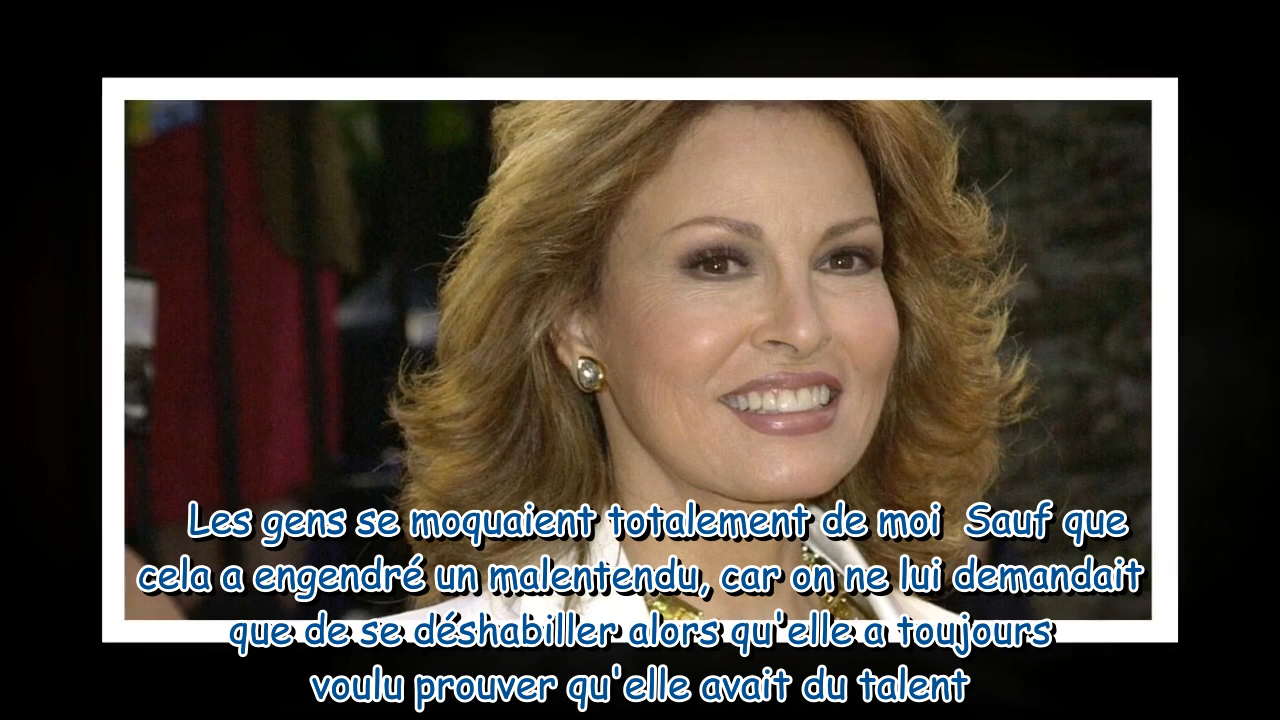 Les gens se moquaient totalement de moi  Sauf que
cela a engendré un malentendu, car on ne lui demandait
que de se déshabiller alors qu'elle a toujours
voulu prouver qu'elle avait du talent